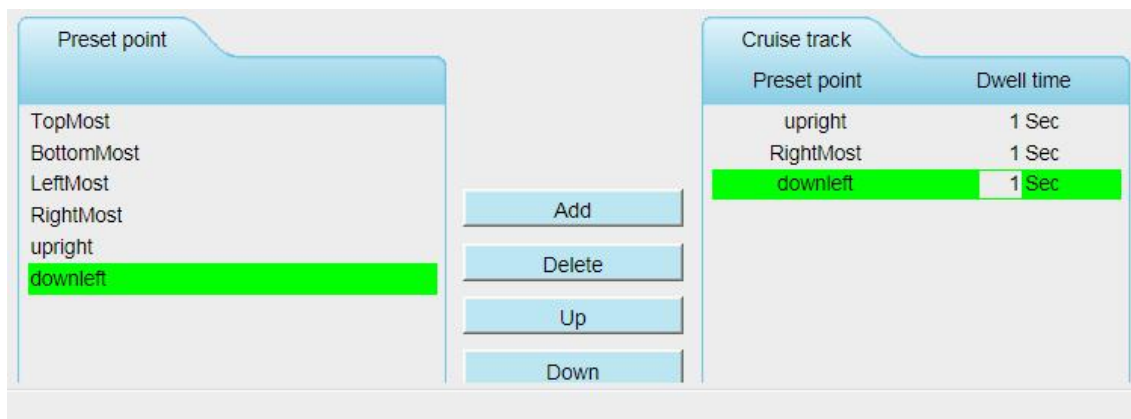 Preset point
TopMost
BottomMost
LeftMost
RightMost
upright
downleft
Add
Delete
Up
Down
Cruise track
Preset point Dwell time
upright 1 Sec
RightMost 1 Sec
downleft 1 Sec